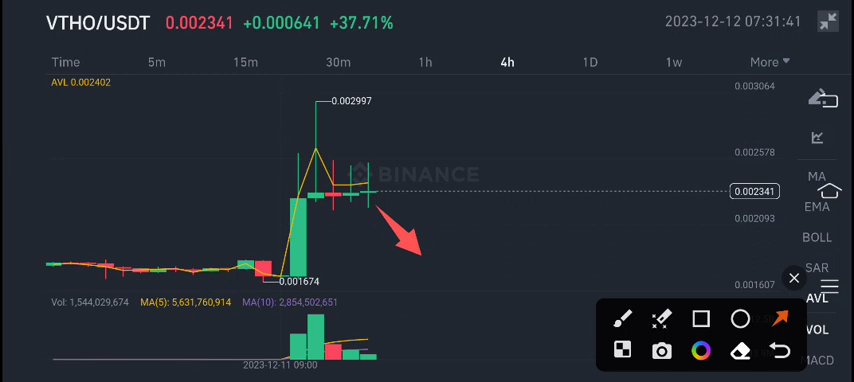 VTHO/USDT 0.002341 +0.000641 +37.71% 2023-12-12 07:31:41
Time 5m 15m 30m 1h 4h 1D 1w More
AVL 0.002402
0.003064
0.002997
0.002578
BINANCE
MA
0.002341
EMA
0.002093
BOLL
SAR
0.001674
0.001607
AVL
Vol: 1,544,029,674 MA(5): 5,631,760,914 MA(10): 2,854,502,651
VOL
MACD
2023-12-11 09:00